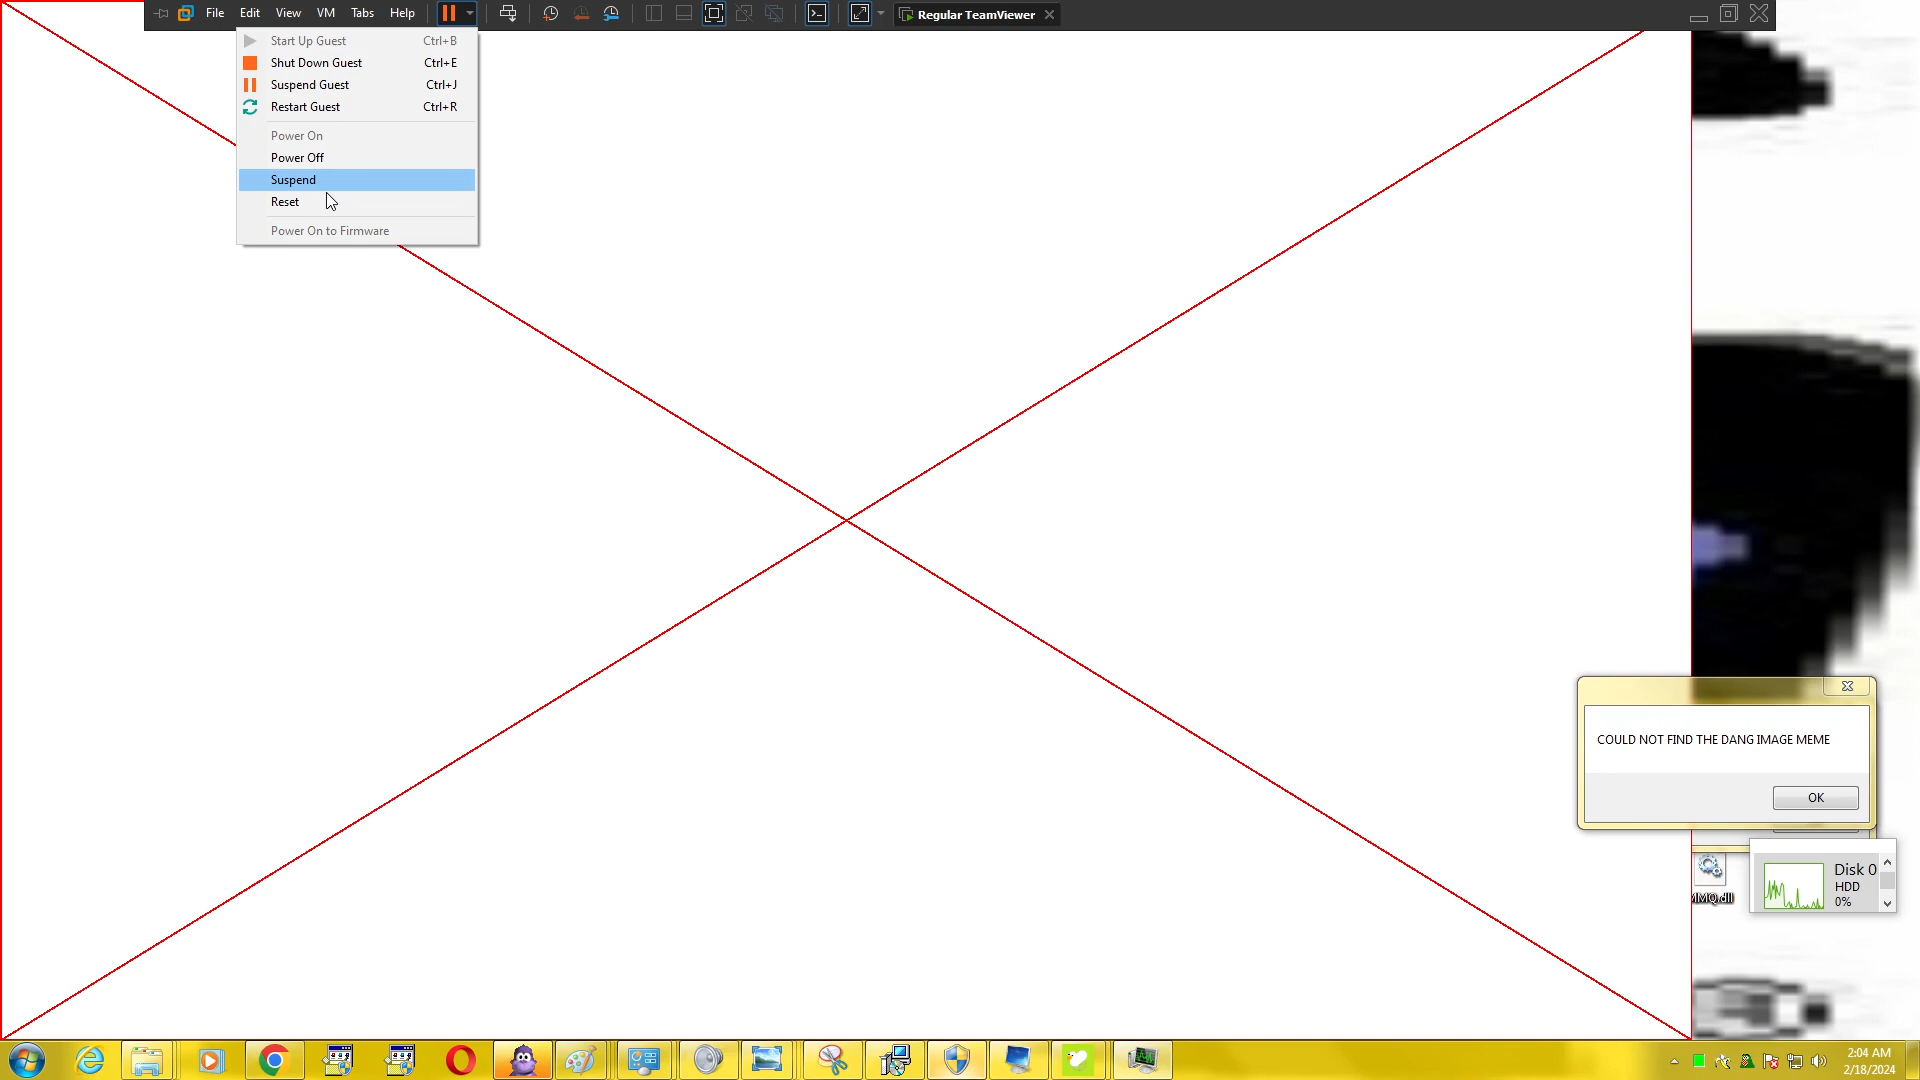 File Edit View VM Tabs Help Regular TeamViewer
Start Up Guest Ctrl+B
Shut Down Guest Ctrl+E
Suspend Guest Ctrl+J
Restart Guest Ctrl+R
Power On
Power Off
Suspend
Reset
Power On to Firmware
COULD NOT FIND THE DANG IMAGE MEME
OK
Disk 0
HDD
0%
MMQ.dll
2:04 AM
2/18/2024